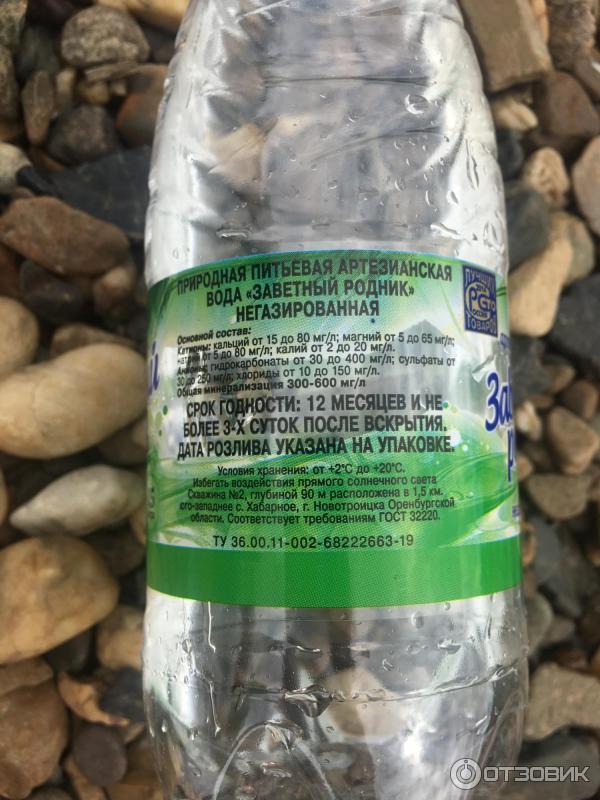 ПРИРОДНАЯ ПИТЬЕВАЯ АРТЕЗИАНСКАЯ
ВОДА «ЗАВЕТНЫЙ РОДНИК»
НЕГАЗИРОВАННАЯ
Основной состав:
Катионы: кальций от 15 до 80 мг/л; магний от 5 до 65 мг/л;
натрий от 5 до 80 мг/л; калий от 2 до 20 мг/л.
Анионы: гидрокарбонаты от 30 до 400 мг/л; сульфаты от
30 до 250 мг/л; хлориды от 10 до 150 мг/л.
Общая минерализация 300-600 мг/л
СРОК ГОДНОСТИ: 12 МЕСЯЦЕВ И НЕ
БОЛЕЕ 3-Х СУТОК ПОСЛЕ ВСКРЫТИЯ.
ДАТА РОЗЛИВА УКАЗАНА НА УПАКОВКЕ.
Условия хранения: от +2°С до +20°С.
Избегать воздействия прямого солнечного света
Скважина №2, глубиной 90 м расположена в 1,5 км.
юго-западнее с. Хабарное, г. Новотроицка Оренбургской
области. Соответствует требованиям ГОСТ 32220.
ТУ 36.00.11-002-68222663-19
ТОВАРОВ
За
ОТЗОВИК